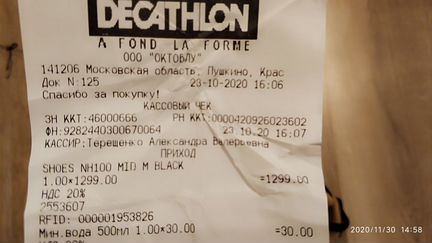 DECATHLON
A FOND LA FORME
ООО "ОКТОБЛУ"
141206 Московская область, Пушкино, Крас
Док N:125 23-10-2020 16:06
Спасибо за покупку!
КАССОВЫЙ ЧЕК
ЗН ККТ:46000666 РН ККТ:0000420926023602
ФН:9282440300670064 23.10.20 16:07
КАССИР:Терещенко Александра Валерьевна
ПРИХОД
SHOES NH100 MID M BLACK
1.00*1299.00 =1299.00
НДС 20%
2553607
RFID: 000001953826
Мин.вода 500мл 1.00*30.00 =30.00
НДС 20%
2020/11/30 14:58